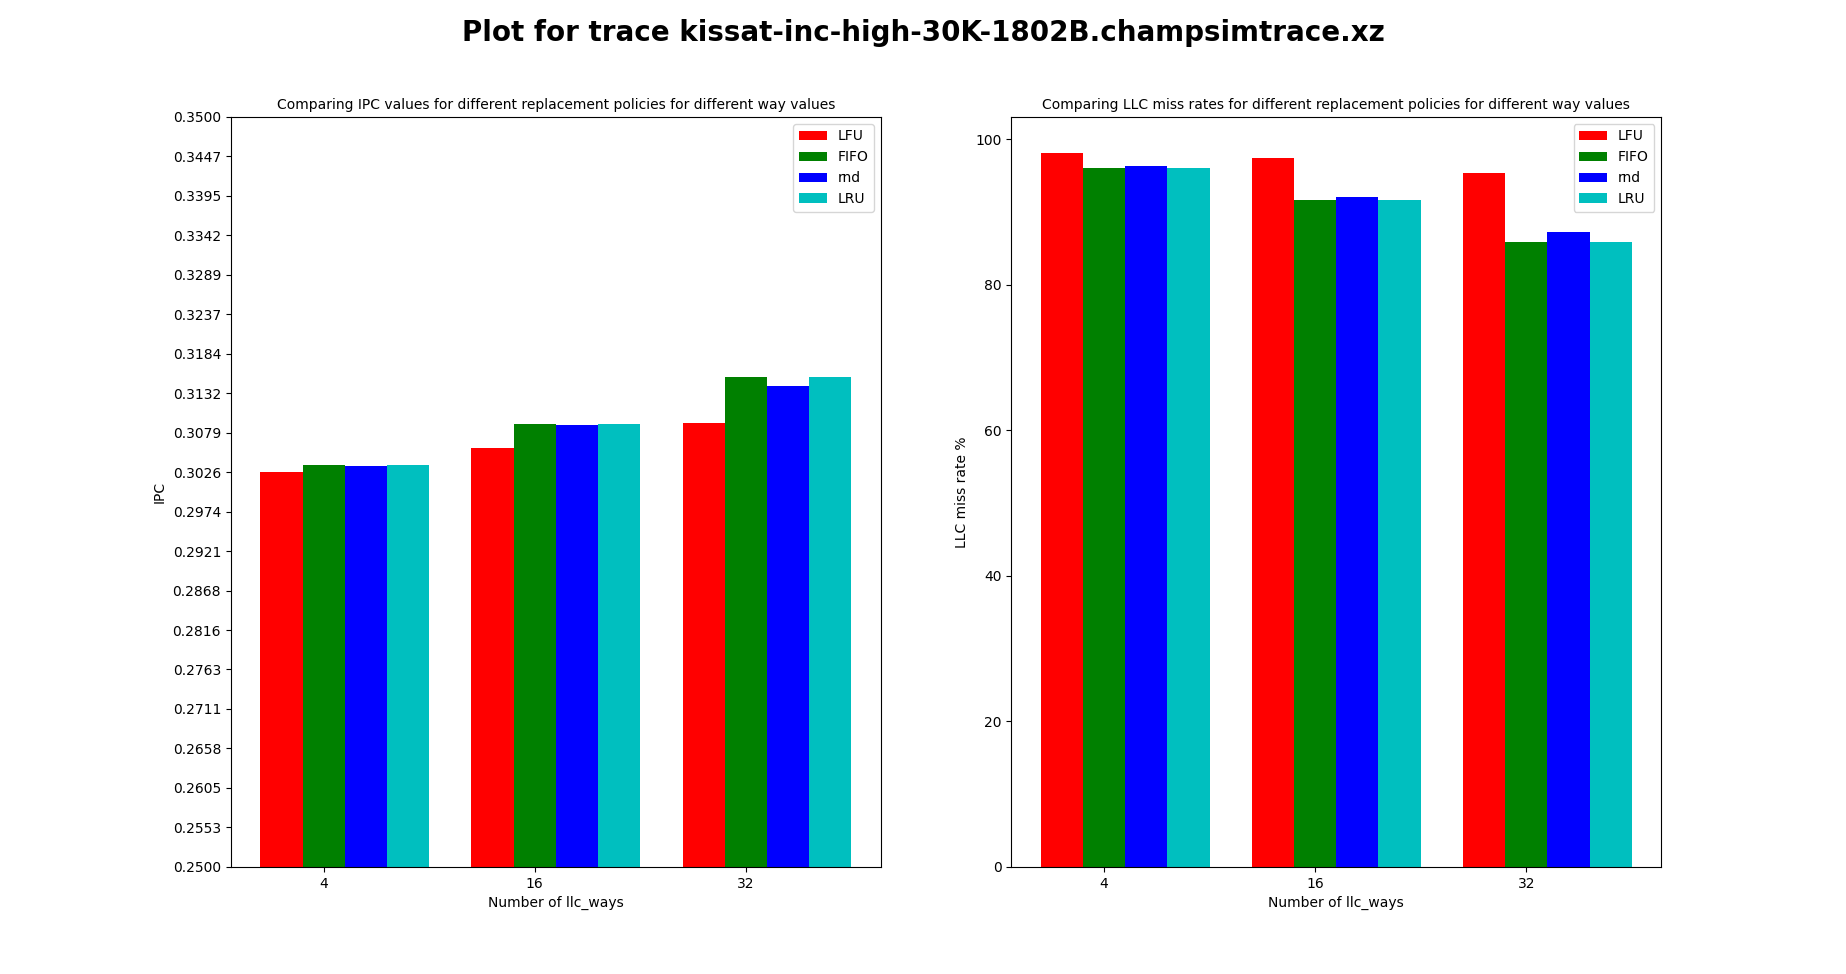 Plot for trace kissat-inc-high-30K-1802B.champsimtrace.xz
Comparing IPC values for different replacement policies for different way values
0.3500
0.3447
0.3395
0.3342
0.3289
0.3237
0.3184
0.3132
0.3079
0.3026
0.2974
0.2921
0.2868
0.2816
0.2763
0.2711
0.2658
0.2605
0.2553
0.2500
IPC
LFU
FIFO
rnd
LRU
4 16 32
Number of llc_ways
Comparing LLC miss rates for different replacement policies for different way values
100
80
60
40
20
0
LLC miss rate %
LFU
FIFO
rnd
LRU
4 16 32
Number of llc_ways